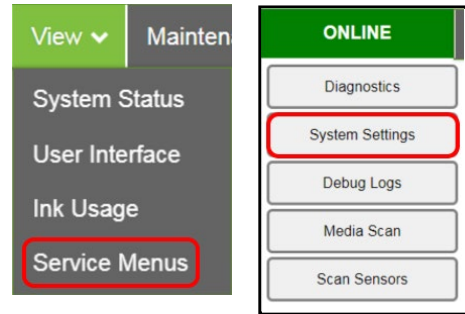 View
System Status
User Interface
Ink Usage
Service Menus
ONLINE
Diagnostics
System Settings
Debug Logs
Media Scan
Scan Sensors